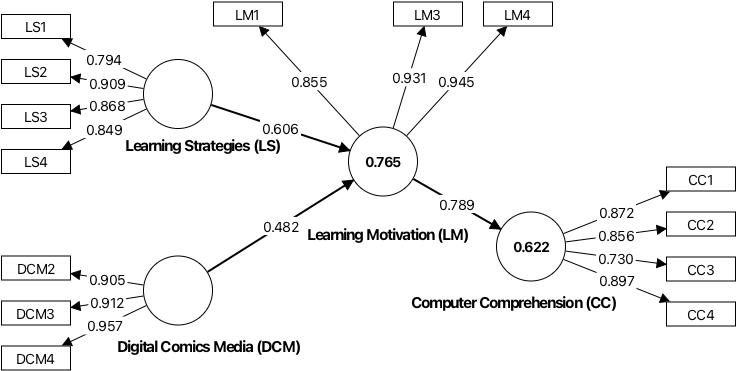 LS1
LS2
LS3
LS4
0.794
0.909
0.868
0.849
Learning Strategies (LS)
LM1
LM3
LM4
0.855
0.931
0.945
0.606
0.765
Learning Motivation (LM)
0.482
0.789
DCM2
DCM3
DCM4
0.905
0.912
0.957
Digital Comics Media (DCM)
0.622
Computer Comprehension (CC)
0.872
0.856
0.730
0.897
CC1
CC2
CC3
CC4